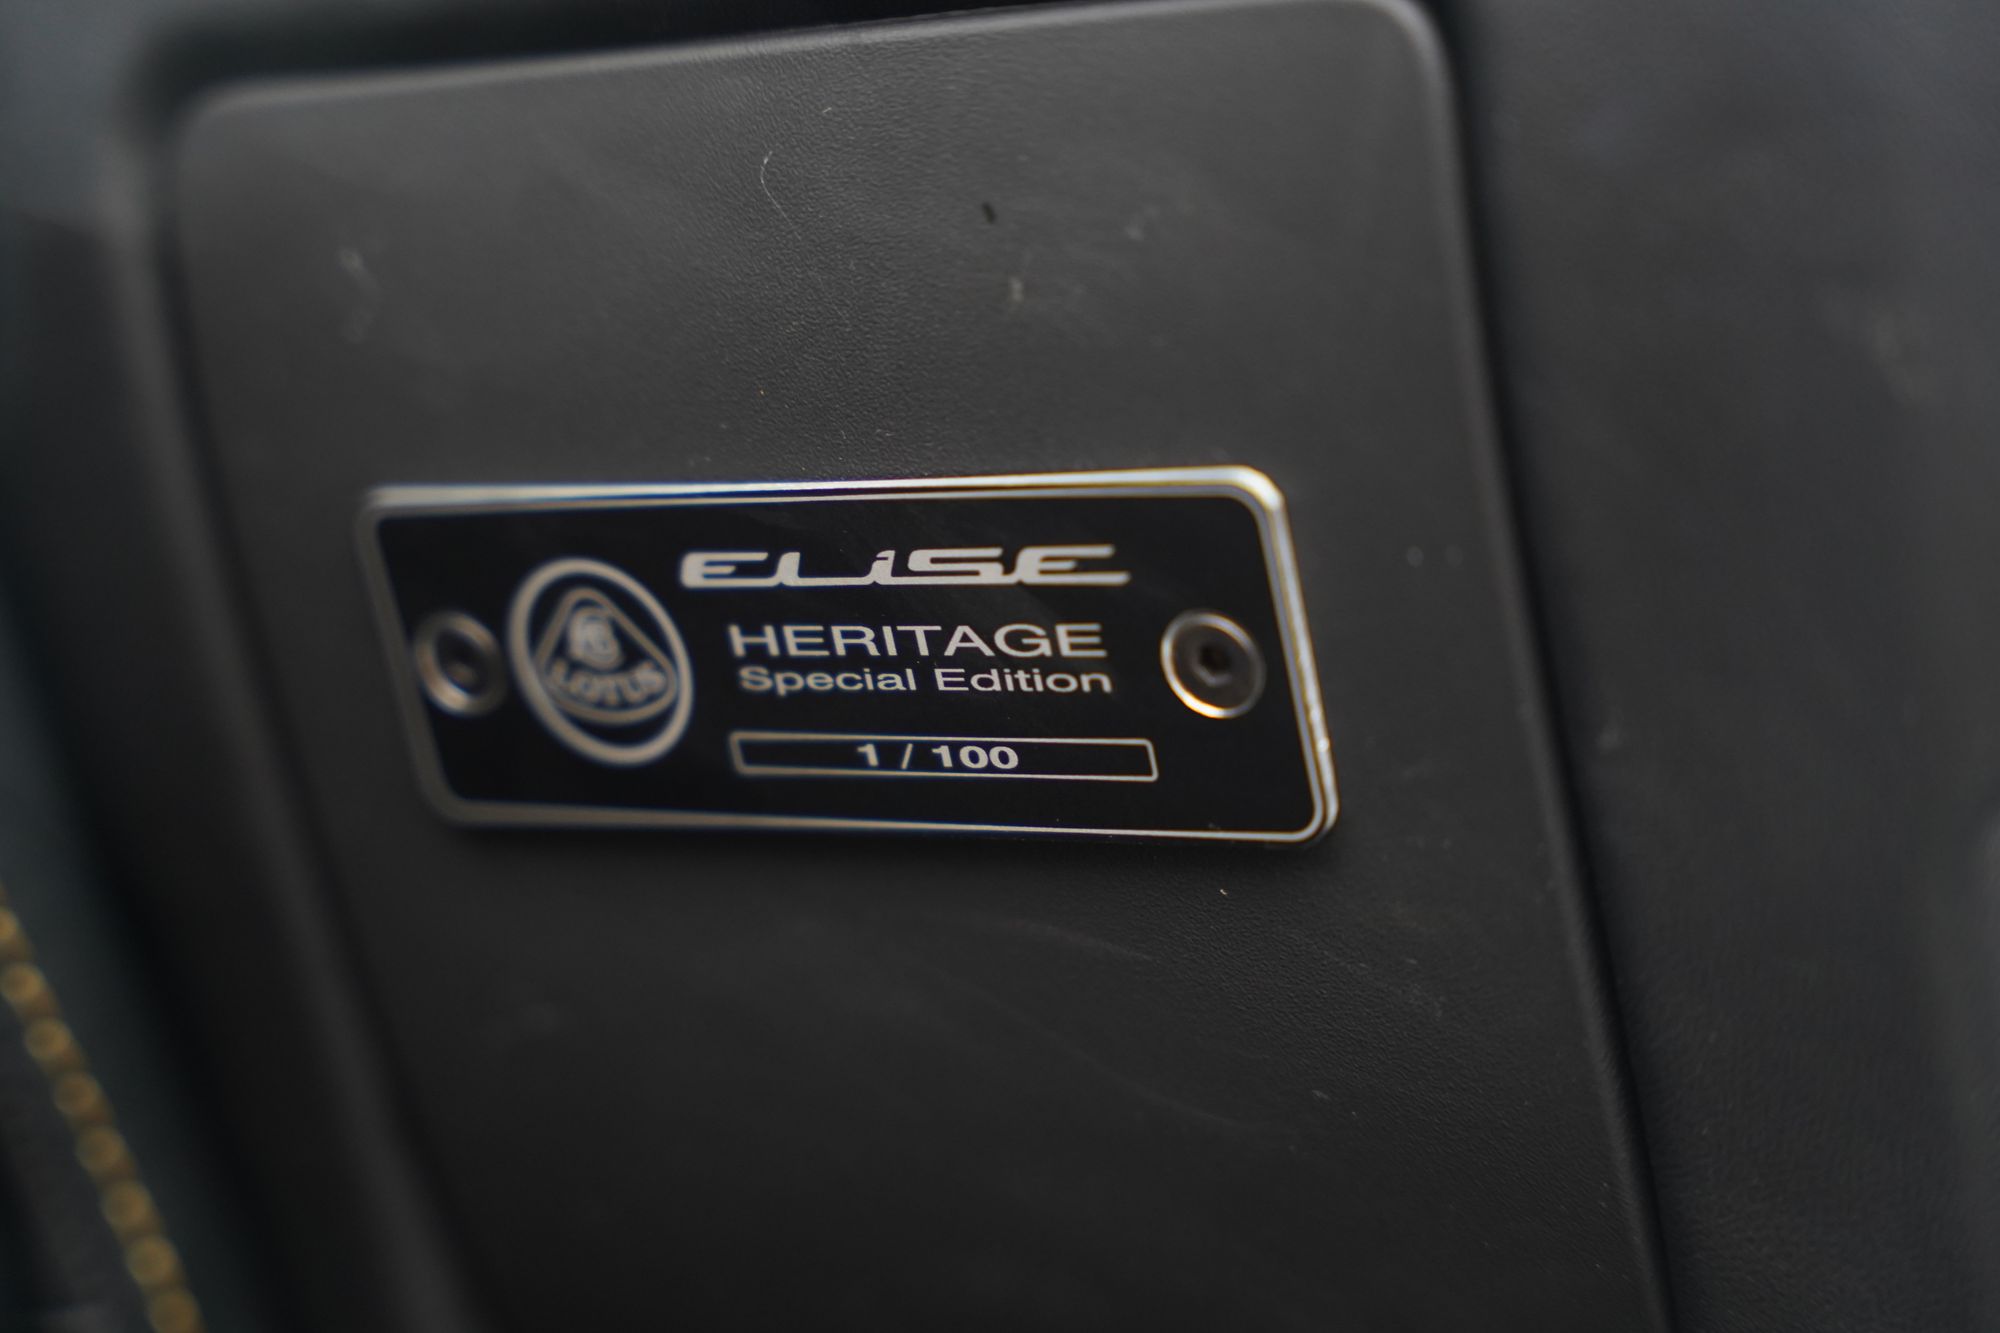 ELiSE
HERITAGE
Special Edition
LOTUS
1 / 100